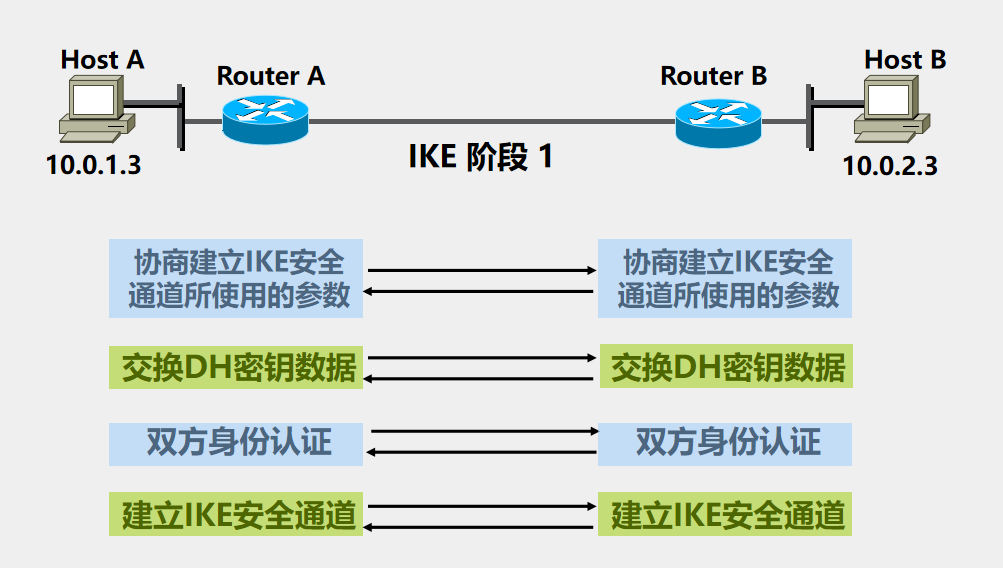 Host A
Router A
Router B
Host B
10.0.1.3
IKE 阶段 1
10.0.2.3
协商建立IKE安全
通道所使用的参数
协商建立IKE安全
通道所使用的参数
交换DH密钥数据
交换DH密钥数据
双方身份认证
双方身份认证
建立IKE安全通道
建立IKE安全通道